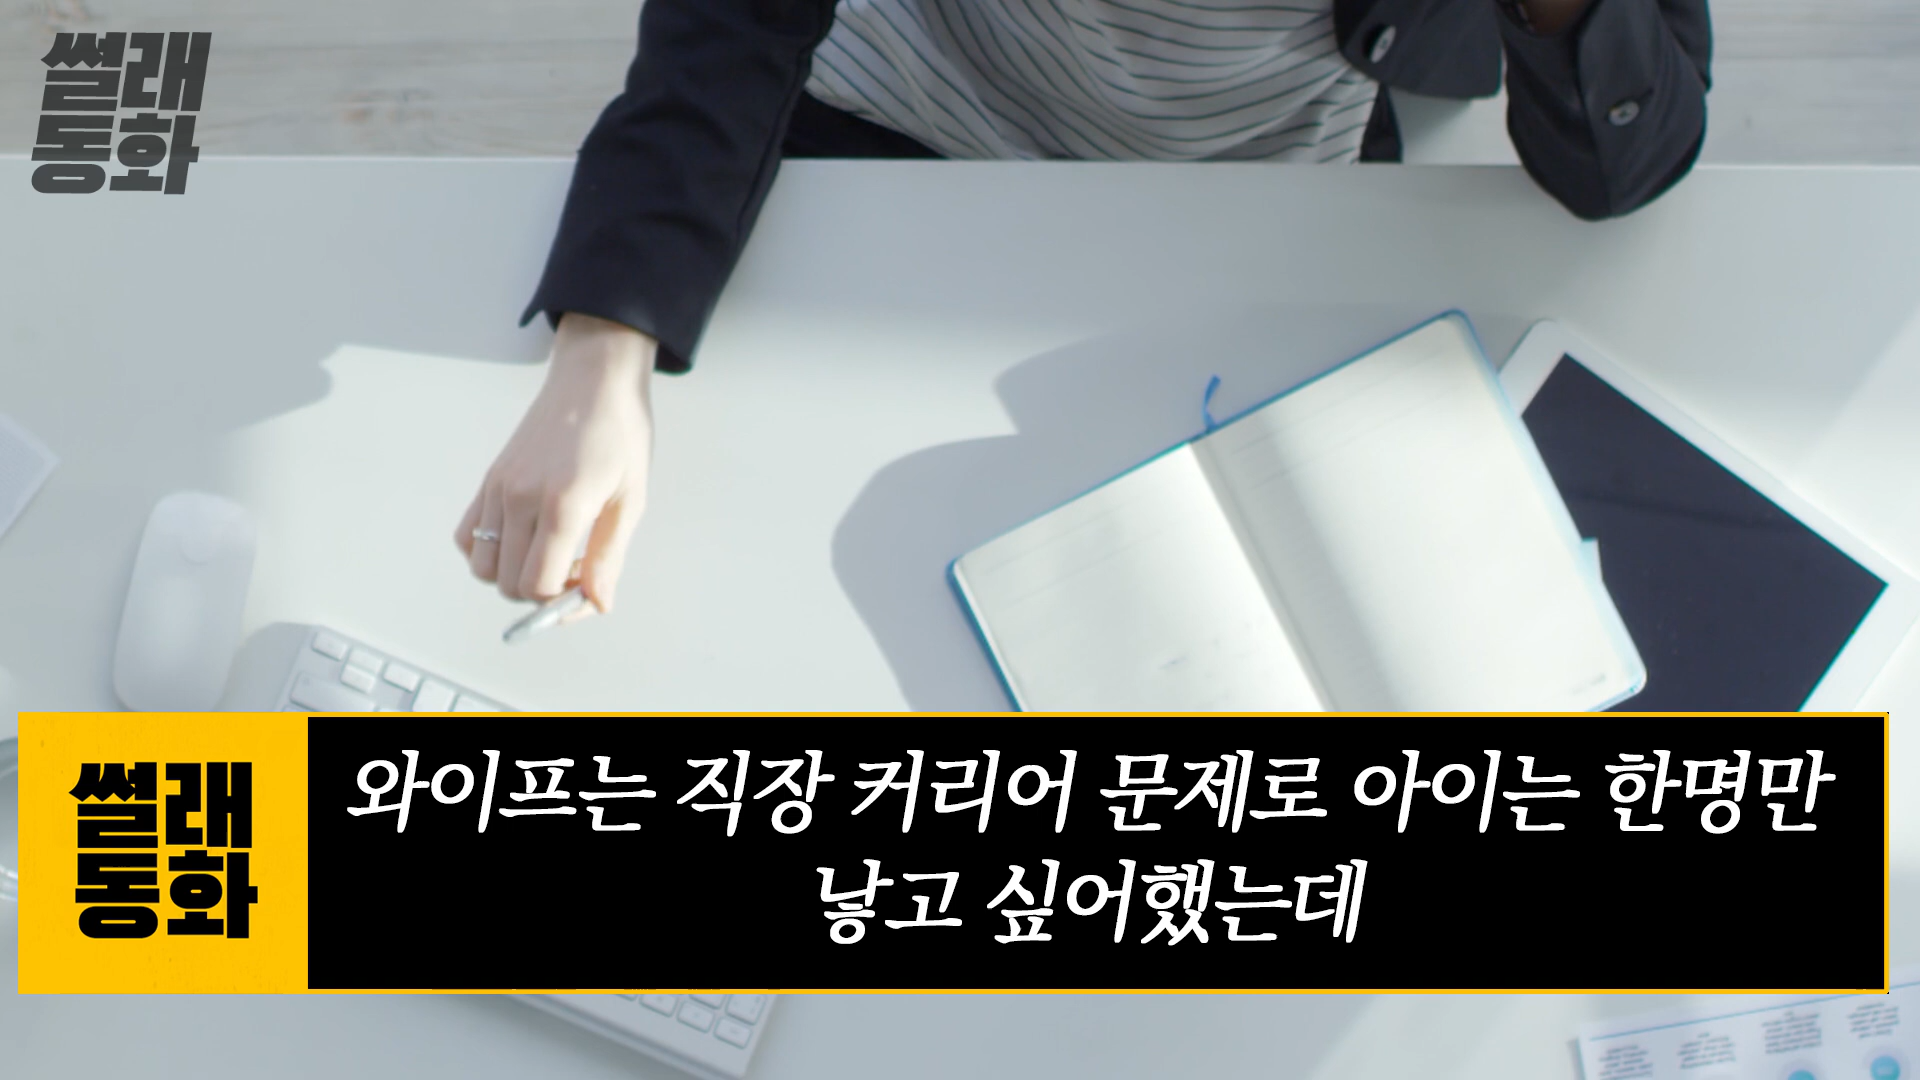 썰래
동화
썰래
동화
와이프는 직장 커리어 문제로 아이는 한명만
낳고 싶어했는데